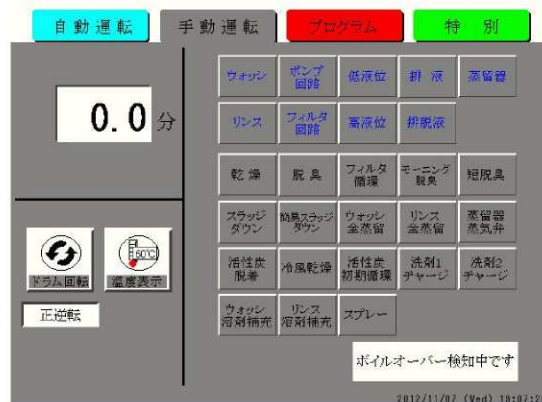 自動運転
手動運転
プログラム
特 別
0.0 分
ウォッシ
ポンプ
回路
低液位
排 液
蒸留器
リンス
フィルタ
回路
高液位
排脱液
乾 燥
脱 臭
フィルタ
循環
モーニング
脱臭
短脱臭
スラッジ
ダウン
簡易スラッジ
ダウン
ウォッシ
全蒸留
リンス
全蒸留
蒸留器
蒸気弁
活性炭
脱着
冷風乾燥
活性炭
初期循環
洗剤1
チャージ
洗剤2
チャージ
ウォッシ
溶剤補充
リンス
溶剤補充
スプレー
60℃
ドラム回転
温度表示
正逆転
ボイルオーバー検知中です
2012/11/07 (Wed)